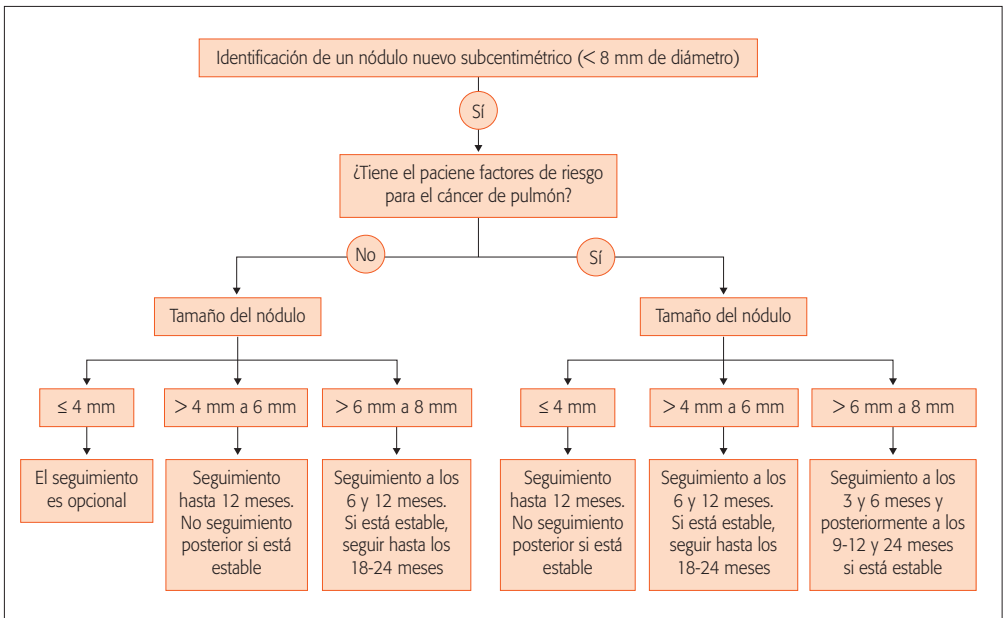 Identificación de un nódulo nuevo subcentimétrico (< 8 mm de diámetro)
Sí
¿Tiene el paciene factores de riesgo
para el cáncer de pulmón?
No
Sí
Tamaño del nódulo
Tamaño del nódulo
≤ 4 mm
> 4 mm a 6 mm
> 6 mm a 8 mm
≤ 4 mm
> 4 mm a 6 mm
> 6 mm a 8 mm
El seguimiento
es opcional
Seguimiento
hasta 12 meses.
No seguimiento
posterior si está
estable
Seguimiento a los
6 y 12 meses.
Si está estable,
seguir hasta los
18-24 meses
Seguimiento
hasta 12 meses.
No seguimiento
posterior si está
estable
Seguimiento a los
6 y 12 meses.
Si está estable,
seguir hasta los
18-24 meses
Seguimiento a los
3 y 6 meses y
posteriormente a los
9-12 y 24 meses
si está estable